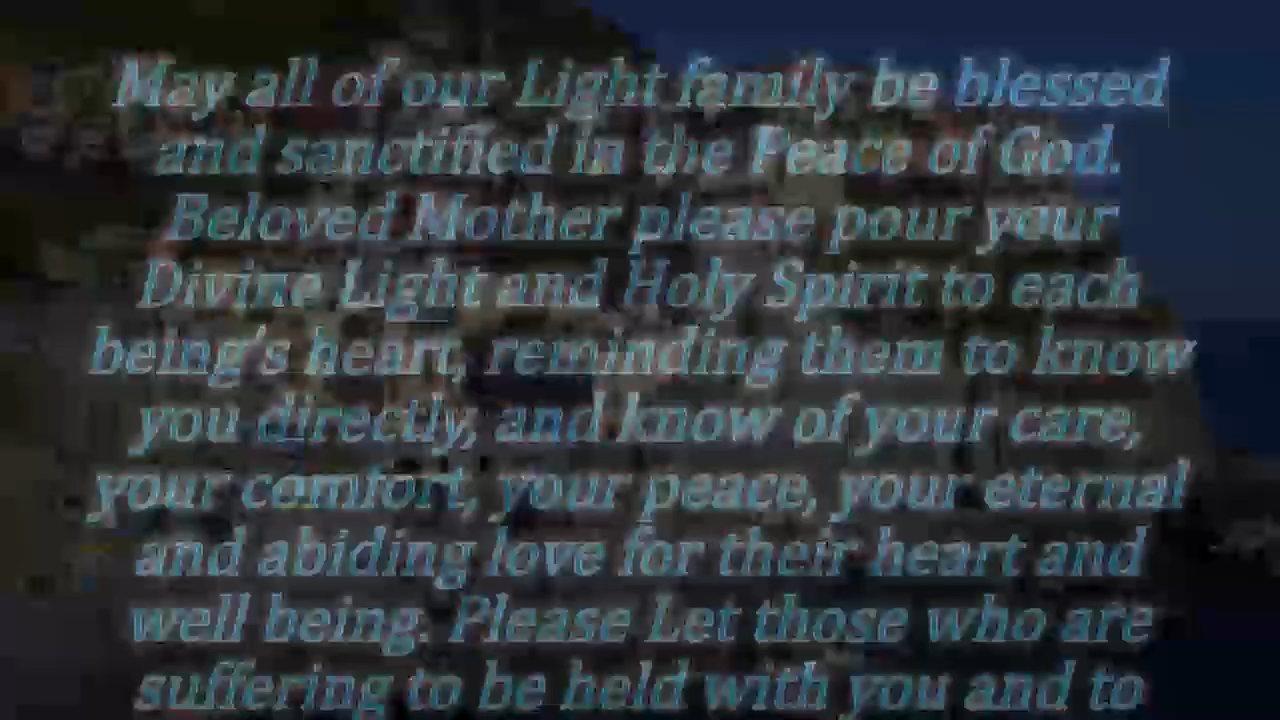 May all of our Light family be blessed
and sanctified in the Peace of God.
Beloved Mother please pour your
Divine Light and Holy Spirit to each
being's heart, reminding them to know
you directly, and know of your care,
your comfort, your peace, your eternal
and abiding love for their heart and
well being. Please Let those who are
suffering to be held with you and to